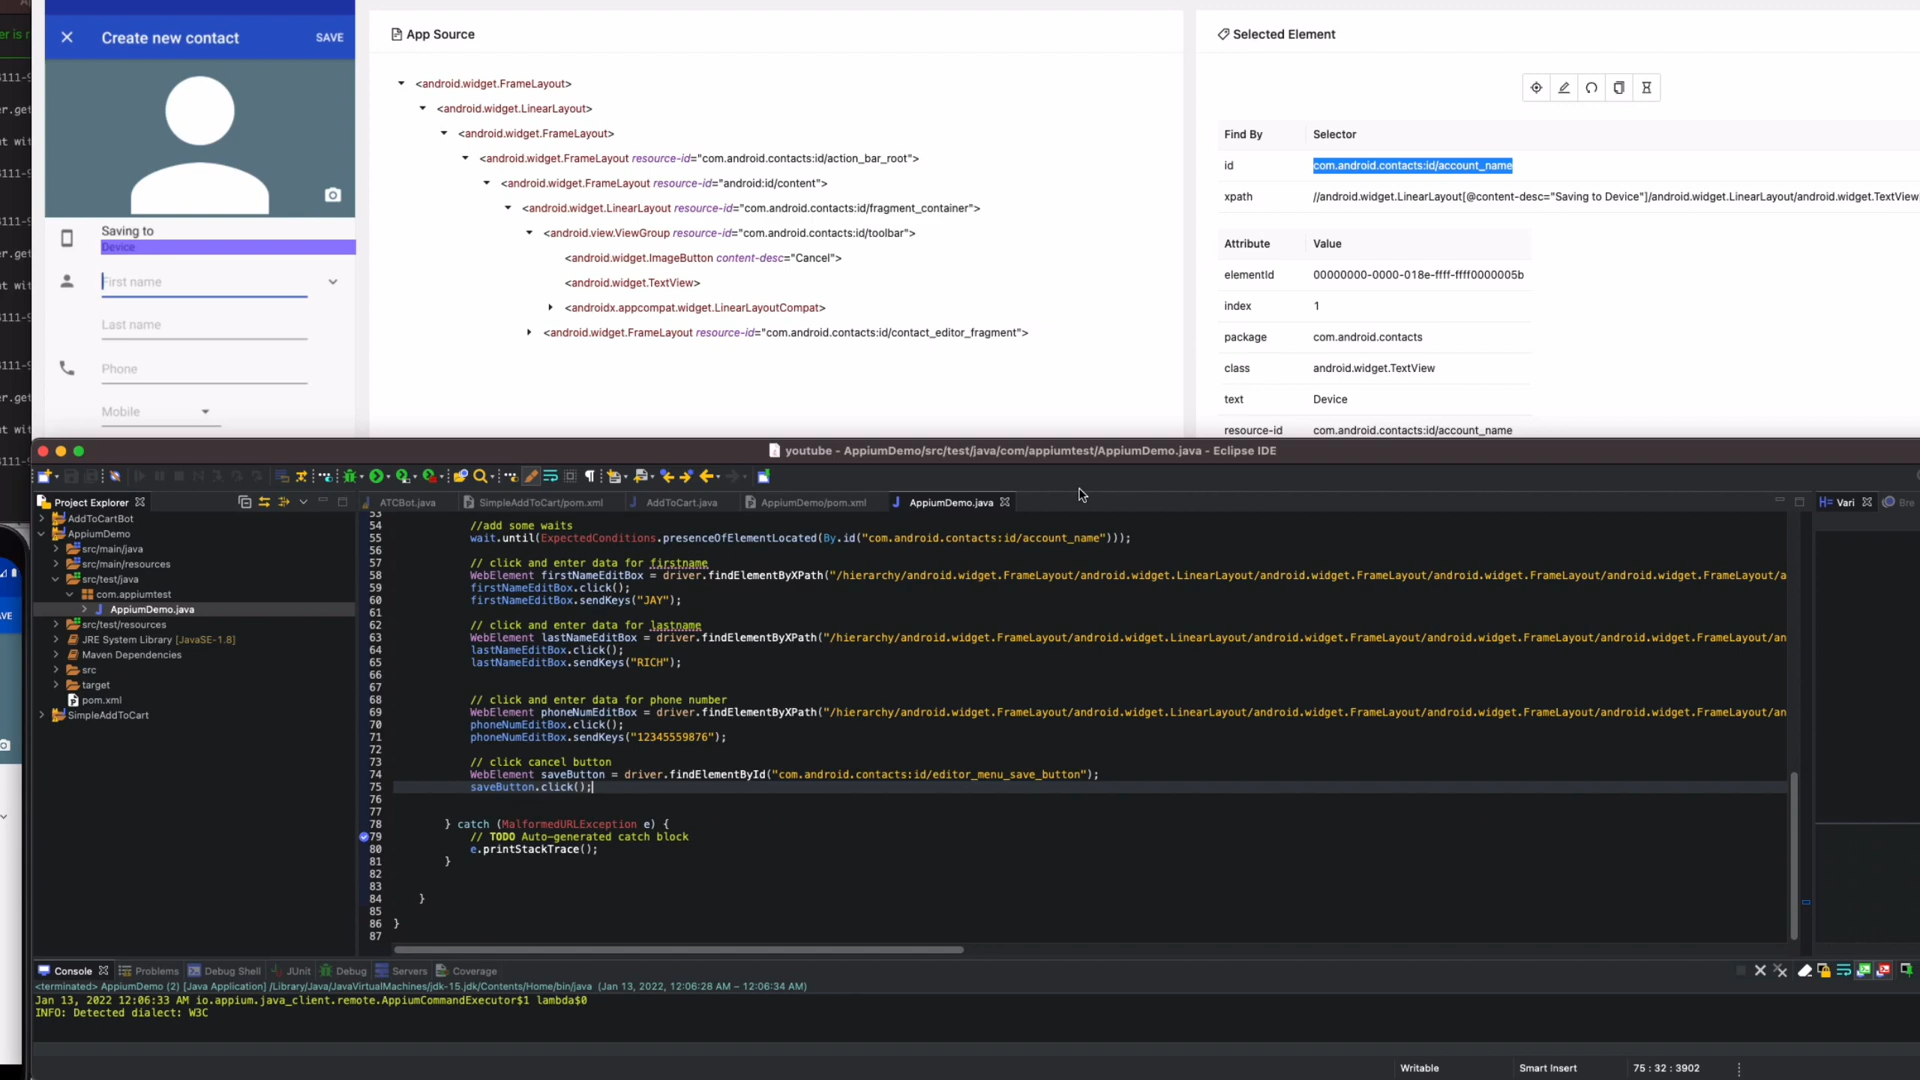 Create new contact
SAVE
Saving to
Device
First name
Last name
Phone
Mobile
App Source
<android.widget.FrameLayout>
<android.widget.LinearLayout>
<android.widget.FrameLayout>
<android.widget.FrameLayout resource-id="com.android.contacts:id/action_bar_root">
<android.widget.FrameLayout resource-id="android:id/content">
<android.widget.LinearLayout resource-id="com.android.contacts:id/fragment_container">
<android.view.ViewGroup resource-id="com.android.contacts:id/toolbar">
<android.widget.ImageButton content-desc="Cancel">
<android.widget.TextView>
<androidx.appcompat.widget.LinearLayoutCompat>
<android.widget.FrameLayout resource-id="com.android.contacts:id/contact_editor_fragment">
Selected Element
Find By Selector
id com.android.contacts:id/account_name
xpath //android.widget.LinearLayout[@content-desc="Saving to Device"]/android.widget.LinearLayout/android.widget.TextView
Attribute Value
elementId 00000000-0000-018e-ffff-ffff0000005b
index 1
package com.android.contacts
class android.widget.TextView
text Device
resource-id com.android.contacts:id/account_name
youtube - AppiumDemo/src/test/java/com/appiumtest/AppiumDemo.java - Eclipse IDE
Project Explorer
ATCBot.java SimpleAddToCart/pom.xml AddToCart.java AppiumDemo/pom.xml AppiumDemo.java
Vari Bre
AddToCartBot
AppiumDemo
src/main/java
src/main/resources
src/test/java
com.appiumtest
AppiumDemo.java
src/test/resources
JRE System Library [JavaSE-1.8]
Maven Dependencies
src
target
pom.xml
SimpleAddToCart
53
54 //add some waits
55 wait.until(ExpectedConditions.presenceOfElementLocated(By.id("com.android.contacts:id/account_name")));
56
57 // click and enter data for firstname
58 WebElement firstNameEditBox = driver.findElementByXPath("/hierarchy/android.widget.FrameLayout/android.widget.LinearLayout/android.widget.FrameLayout/android.widget.FrameLayout/android.widget.FrameLayout/a
59 firstNameEditBox.click();
60 firstNameEditBox.sendKeys("JAY");
61
62 // click and enter data for lastname
63 WebElement lastNameEditBox = driver.findElementByXPath("/hierarchy/android.widget.FrameLayout/android.widget.LinearLayout/android.widget.FrameLayout/android.widget.FrameLayout/android.widget.FrameLayout/an
64 lastNameEditBox.click();
65 lastNameEditBox.sendKeys("RICH");
66
67
68 // click and enter data for phone number
69 WebElement phoneNumEditBox = driver.findElementByXPath("/hierarchy/android.widget.FrameLayout/android.widget.LinearLayout/android.widget.FrameLayout/android.widget.FrameLayout/android.widget.FrameLayout/an
70 phoneNumEditBox.click();
71 phoneNumEditBox.sendKeys("12345559876");
72
73 // click cancel button
74 WebElement saveButton = driver.findElementById("com.android.contacts:id/editor_menu_save_button");
75 saveButton.click();
76
77
78 } catch (MalformedURLException e) {
79 // TODO Auto-generated catch block
80 e.printStackTrace();
81 }
82
83
84 }
85
86 }
87
Console Problems Debug Shell JUnit Debug Servers Coverage
<terminated> AppiumDemo (2) [Java Application] /Library/Java/JavaVirtualMachines/jdk-15.jdk/Contents/Home/bin/java (Jan 13, 2022, 12:06:28 AM – 12:06:34 AM)
Jan 13, 2022 12:06:33 AM io.appium.java_client.remote.AppiumCommandExecutor$1 lambda$0
INFO: Detected dialect: W3C
Writable Smart Insert 75 : 32 : 3902